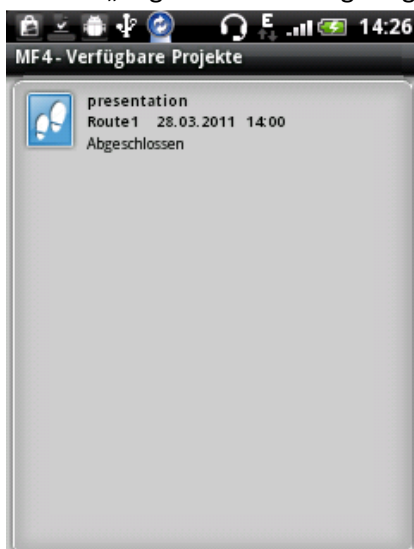 E 14:26
MF4 - Verfügbare Projekte
presentation
Route1 28.03.2011 14:00
Abgeschlossen